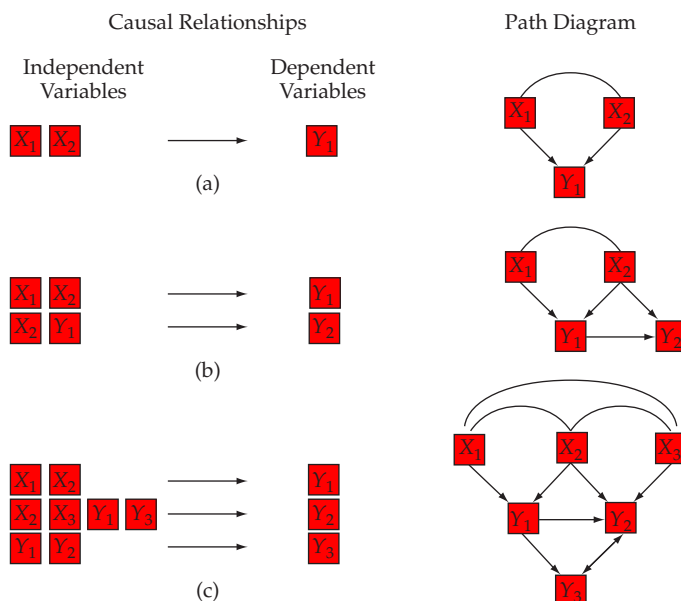 Causal Relationships Path Diagram
Independent Variables Dependent Variables
X₁ X₂ Y₁
X₁ X₂
Y₁
(a)
X₁ X₂ Y₁
X₂ Y₁ Y₂
X₁ X₂
Y₁ Y₂
(b)
X₁ X₂ Y₁
X₂ X₃ Y₁ Y₃ Y₂
Y₁ Y₂ Y₃
X₁ X₂ X₃
Y₁ Y₂
Y₃
(c)